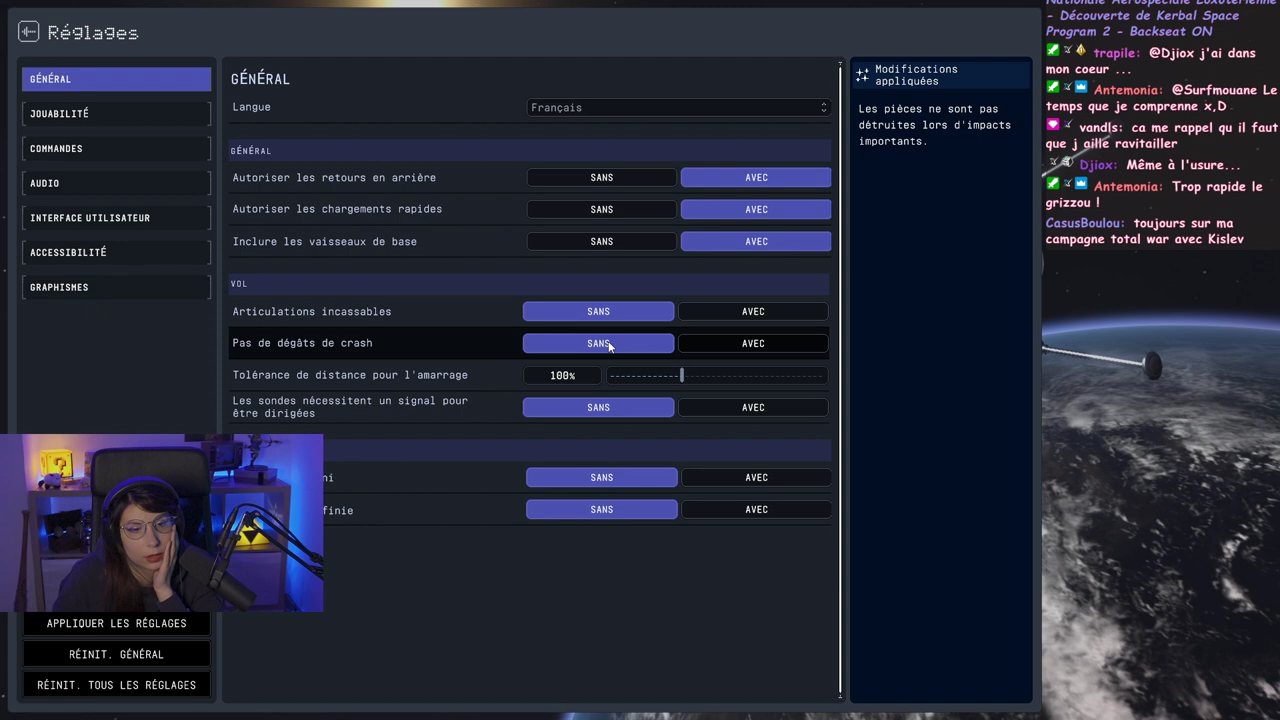 Réglages
GÉNÉRAL
JOUABILITÉ
COMMANDES
AUDIO
INTERFACE UTILISATEUR
ACCESSIBILITÉ
GRAPHISMES
APPLIQUER LES RÉGLAGES
RÉINIT. GÉNÉRAL
RÉINIT. TOUS LES RÉGLAGES
GÉNÉRAL
Langue Français
GÉNÉRAL
Autoriser les retours en arrière SANS AVEC
Autoriser les chargements rapides SANS AVEC
Inclure les vaisseaux de base SANS AVEC
VOL
Articulations incassables SANS AVEC
Pas de dégâts de crash SANS AVEC
Tolérance de distance pour l'amarrage 100%
Les sondes nécessitent un signal pour
être dirigées SANS AVEC
ni SANS AVEC
finie SANS AVEC
Modifications
appliquées
Les pièces ne sont pas
détruites lors d'impacts
importants.
Nationale Aérospatiale Loxotérienne
- Découverte de Kerbal Space
Program 2 - Backseat ON
trapile: @Djiox j'ai dans
mon coeur ...
Antemonia: @Surfmouane Le
temps que je comprenne x,D
vandls: ca me rappel qu il faut
que j aille ravitailler
Djiox: Même à l'usure...
Antemonia: Trop rapide le
grizzou !
CasusBoulou: toujours sur ma
campagne total war avec Kislev